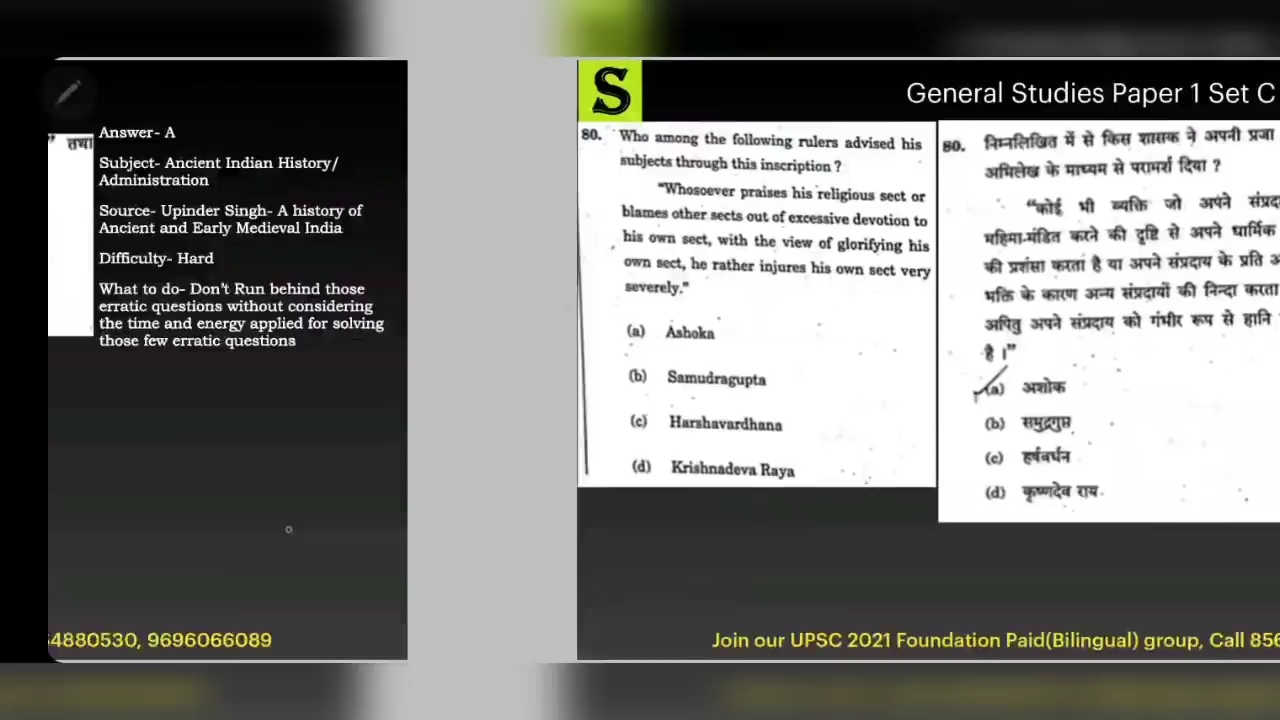 " तथा
Answer- A
Subject- Ancient Indian History/
Administration
Source- Upinder Singh- A history of
Ancient and Early Medieval India
Difficulty- Hard
What to do- Don't Run behind those
erratic questions without considering
the time and energy applied for solving
those few erratic questions
4880530, 9696066089
S
General Studies Paper 1 Set C
80. Who among the following rulers advised his
subjects through this inscription ?
"Whosoever praises his religious sect or
blames other sects out of excessive devotion to
his own sect, with the view of glorifying his
own sect, he rather injures his own sect very
severely."
(a) Ashoka
(b) Samudragupta
(c) Harshavardhana
(d) Krishnadeva Raya
80. निम्नलिखित में से किस शासक ने अपनी प्रजा
अभिलेख के माध्यम से परामर्श दिया ?
"कोई भी व्यक्ति जो अपने संप्रदा
महिमा-मंडित करने की दृष्टि से अपने धार्मिक
की प्रशंसा करता है या अपने संप्रदाय के प्रति अ
भक्ति के कारण अन्य संप्रदायों की निन्दा करता
अपितु अपने संप्रदाय को गंभीर रूप से हानि
है ।"
(a) अशोक
(b) समुद्रगुप्त
(c) हर्षवर्धन
(d) कृष्णदेव राय
Join our UPSC 2021 Foundation Paid(Bilingual) group, Call 856